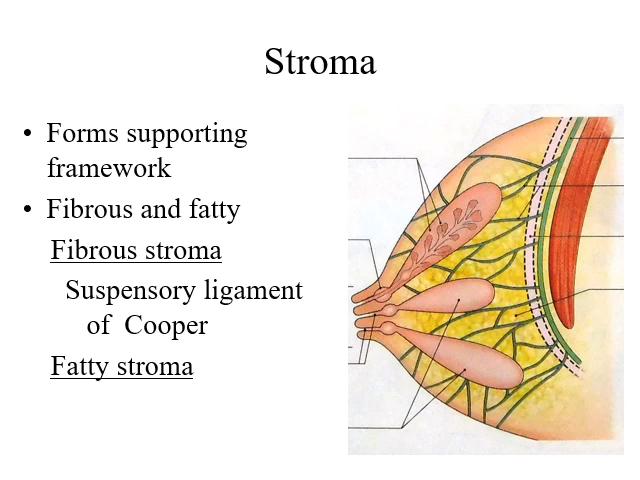 Stroma
• Forms supporting
framework
• Fibrous and fatty
Fibrous stroma
Suspensory ligament
of Cooper
Fatty stroma